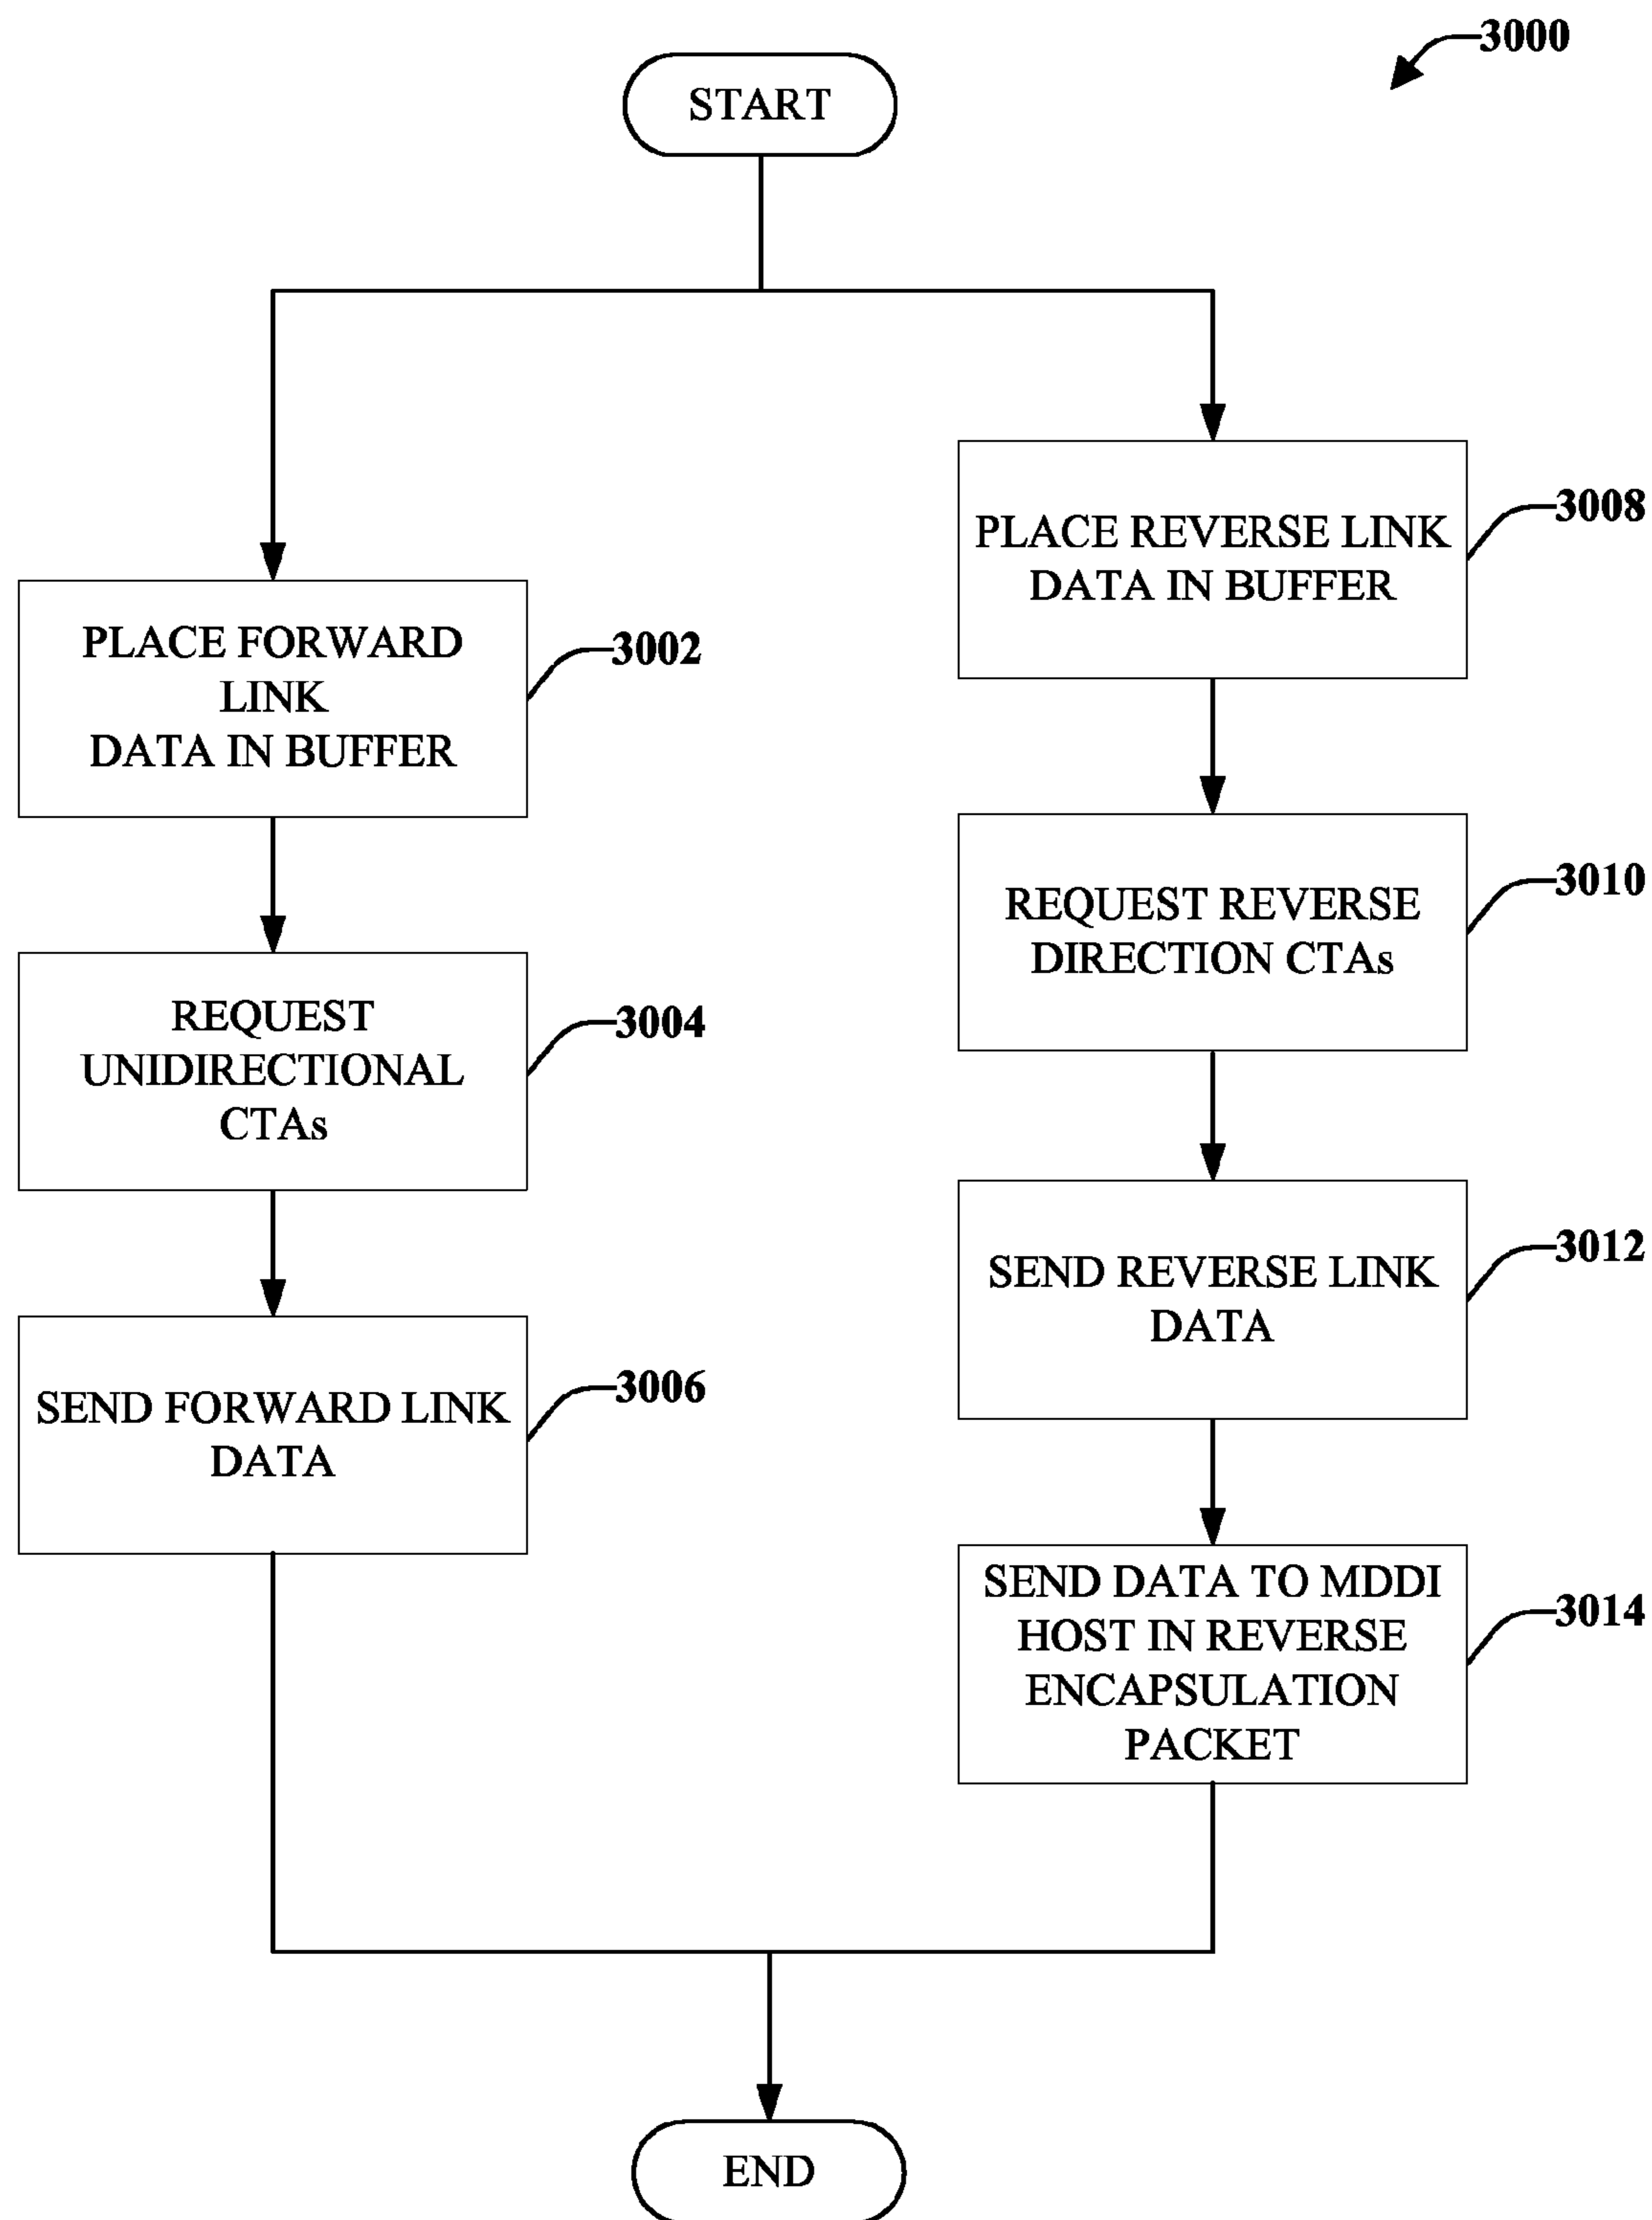 3000
START
PLACE FORWARD
LINK
DATA IN BUFFER
3002
REQUEST
UNIDIRECTIONAL
CTAs
3004
SEND FORWARD LINK
DATA
3006
PLACE REVERSE LINK
DATA IN BUFFER
3008
REQUEST REVERSE
DIRECTION CTAs
3010
SEND REVERSE LINK
DATA
3012
SEND DATA TO MDDI
HOST IN REVERSE
ENCAPSULATION
PACKET
3014
END